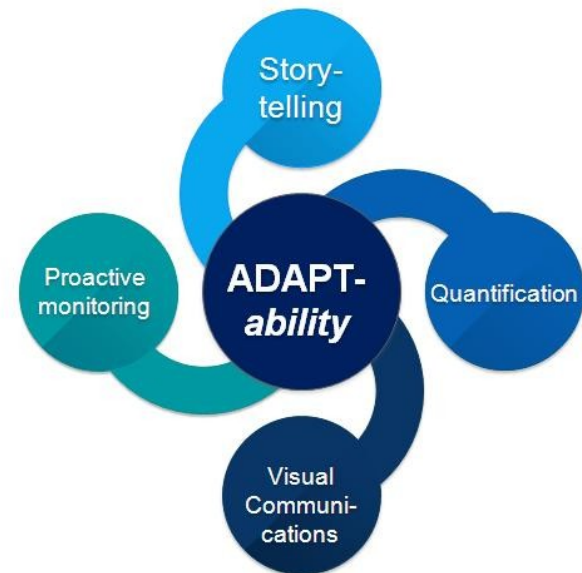 Story-
telling
Proactive
monitoring
ADAPT-
ability
Quantification
Visual
Communi-
cations